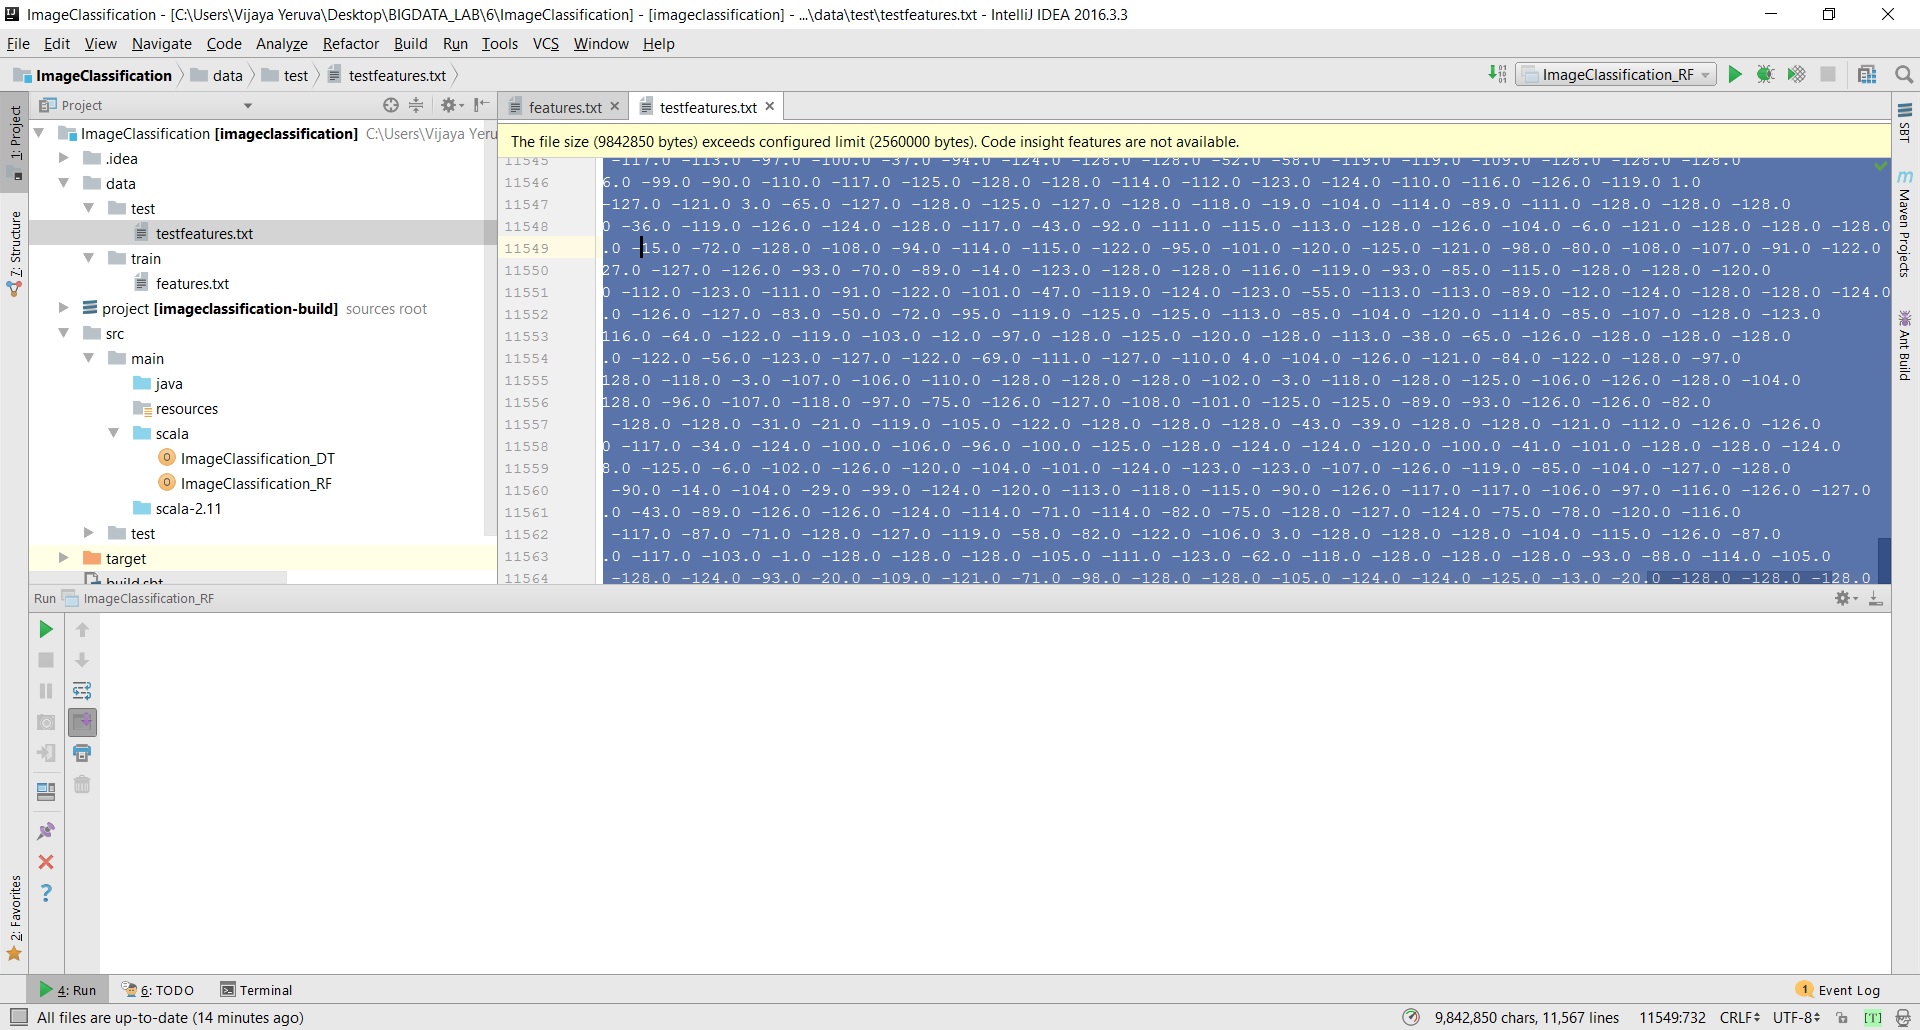 ImageClassification - [C:\Users\Vijaya Yeruva\Desktop\BIGDATA_LAB\6\ImageClassification] - [imageclassification] - ...\data\test\testfeatures.txt - IntelliJ IDEA 2016.3.3
File Edit View Navigate Code Analyze Refactor Build Run Tools VCS Window Help
ImageClassification data test testfeatures.txt ImageClassification_RF
1: Project
7: Structure
2: Favorites
Project
ImageClassification [imageclassification] C:\Users\Vijaya Yeru
.idea
data
test
testfeatures.txt
train
features.txt
project [imageclassification-build] sources root
src
main
java
resources
scala
ImageClassification_DT
ImageClassification_RF
scala-2.11
test
target
build.sbt
features.txt testfeatures.txt
The file size (9842850 bytes) exceeds configured limit (2560000 bytes). Code insight features are not available.
11545 -117.0 -113.0 -97.0 -100.0 -37.0 -94.0 -124.0 -128.0 -128.0 -52.0 -58.0 -119.0 -119.0 -109.0 -128.0 -128.0 -128.0
11546 6.0 -99.0 -90.0 -110.0 -117.0 -125.0 -128.0 -128.0 -114.0 -112.0 -123.0 -124.0 -110.0 -116.0 -126.0 -119.0 1.0
11547 -127.0 -121.0 3.0 -65.0 -127.0 -128.0 -125.0 -127.0 -128.0 -118.0 -19.0 -104.0 -114.0 -89.0 -111.0 -128.0 -128.0 -128.0
11548 0 -36.0 -119.0 -126.0 -124.0 -128.0 -117.0 -43.0 -92.0 -111.0 -115.0 -113.0 -128.0 -126.0 -104.0 -6.0 -121.0 -128.0 -128.0 -128.0
11549 .0 -15.0 -72.0 -128.0 -108.0 -94.0 -114.0 -115.0 -122.0 -95.0 -101.0 -120.0 -125.0 -121.0 -98.0 -80.0 -108.0 -107.0 -91.0 -122.0
11550 27.0 -127.0 -126.0 -93.0 -70.0 -89.0 -14.0 -123.0 -128.0 -128.0 -116.0 -119.0 -93.0 -85.0 -115.0 -128.0 -128.0 -120.0
11551 0 -112.0 -123.0 -111.0 -91.0 -122.0 -101.0 -47.0 -119.0 -124.0 -123.0 -55.0 -113.0 -113.0 -89.0 -12.0 -124.0 -128.0 -128.0 -124.0
11552 .0 -126.0 -127.0 -83.0 -50.0 -72.0 -95.0 -119.0 -125.0 -125.0 -113.0 -85.0 -104.0 -120.0 -114.0 -85.0 -107.0 -128.0 -123.0
11553 116.0 -64.0 -122.0 -119.0 -103.0 -12.0 -97.0 -128.0 -125.0 -120.0 -128.0 -113.0 -38.0 -65.0 -126.0 -128.0 -128.0 -128.0
11554 .0 -122.0 -56.0 -123.0 -127.0 -122.0 -69.0 -111.0 -127.0 -110.0 4.0 -104.0 -126.0 -121.0 -84.0 -122.0 -128.0 -97.0
11555 128.0 -118.0 -3.0 -107.0 -106.0 -110.0 -128.0 -128.0 -128.0 -102.0 -3.0 -118.0 -128.0 -125.0 -106.0 -126.0 -128.0 -104.0
11556 128.0 -96.0 -107.0 -118.0 -97.0 -75.0 -126.0 -127.0 -108.0 -101.0 -125.0 -125.0 -89.0 -93.0 -126.0 -126.0 -82.0
11557 -128.0 -128.0 -31.0 -21.0 -119.0 -105.0 -122.0 -128.0 -128.0 -128.0 -43.0 -39.0 -128.0 -128.0 -121.0 -112.0 -126.0 -126.0
11558 0 -117.0 -34.0 -124.0 -100.0 -106.0 -96.0 -100.0 -125.0 -128.0 -124.0 -124.0 -120.0 -100.0 -41.0 -101.0 -128.0 -128.0 -124.0
11559 8.0 -125.0 -6.0 -102.0 -126.0 -120.0 -104.0 -101.0 -124.0 -123.0 -123.0 -107.0 -126.0 -119.0 -85.0 -104.0 -127.0 -128.0
11560 -90.0 -14.0 -104.0 -29.0 -99.0 -124.0 -120.0 -113.0 -118.0 -115.0 -90.0 -126.0 -117.0 -117.0 -106.0 -97.0 -116.0 -126.0 -127.0
11561 .0 -43.0 -89.0 -126.0 -126.0 -114.0 -71.0 -114.0 -82.0 -75.0 -128.0 -127.0 -124.0 -75.0 -78.0 -120.0 -116.0
11562 -117.0 -87.0 -71.0 -128.0 -127.0 -119.0 -58.0 -82.0 -122.0 -106.0 3.0 -128.0 -128.0 -128.0 -104.0 -115.0 -126.0 -87.0
11563 .0 -117.0 -103.0 -1.0 -128.0 -128.0 -128.0 -105.0 -111.0 -123.0 -62.0 -118.0 -128.0 -128.0 -128.0 -93.0 -88.0 -114.0 -105.0
11564 -128.0 -124.0 -93.0 -20.0 -109.0 -121.0 -71.0 -98.0 -128.0 -128.0 -105.0 -124.0 -124.0 -125.0 -13.0 -20.0 -128.0 -128.0 -128.0
SBT
Maven Projects
Ant Build
Run ImageClassification_RF
4: Run 6: TODO Terminal 1 Event Log
All files are up-to-date (14 minutes ago) 9,842,850 chars, 11,567 lines 11549:732 CRLF UTF-8 [T]